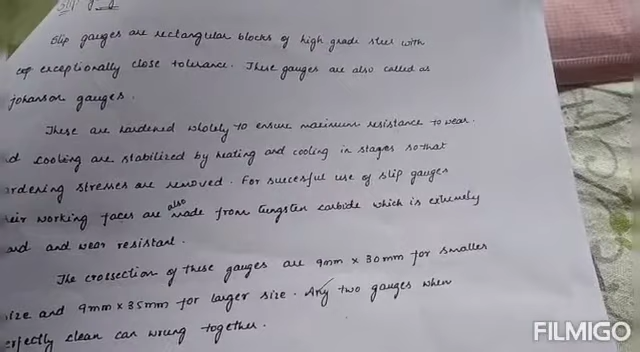 Slip gauges are rectangular blocks of high grade steel with
exceptionally close tolerance. These gauges are also called as
johanson gauges.
These are hardened wholely to ensure maximum resistance to wear.
cooling are stabilized by heating and cooling in stages so that
ardening stresses are removed. For succesful use of slip gauges
eir working faces are also made from tungsten carbide which is extremely
ard and wear resistant.
The crossection of these gauges are 9mm x 30mm for smaller
size and 9mm x 35mm for larger size. Any two gauges when
erfectly clean can wrung together.
FILMIGO